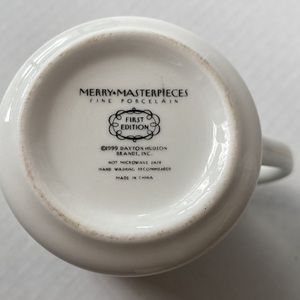 MERRY•MASTERPIECES
FINE PORCELAIN
FIRST
EDITION
©1999 DAYTON HUDSON
BRANDS, INC.
NOT MICROWAVE SAFE
HAND WASHING RECOMMENDED
MADE IN CHINA